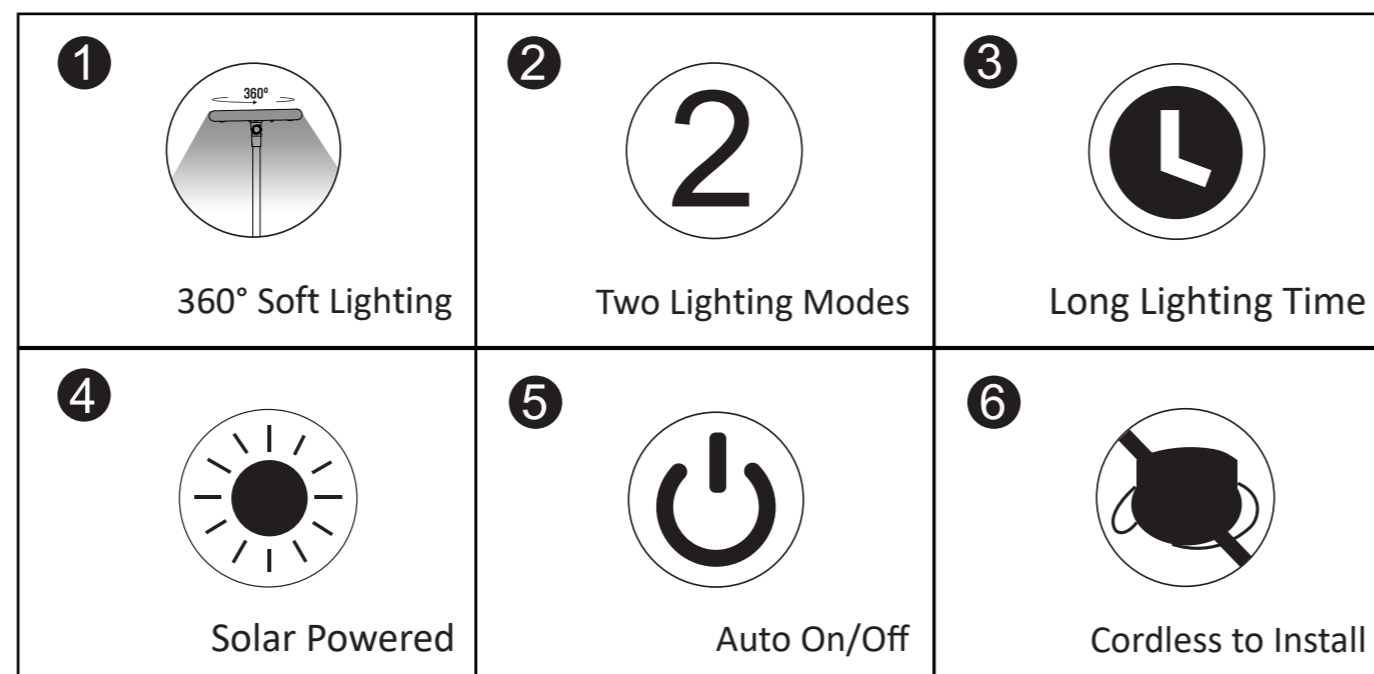 1
360°
360° Soft Lighting
2
2
Two Lighting Modes
3
Long Lighting Time
4
Solar Powered
5
Auto On/Off
6
Cordless to Install